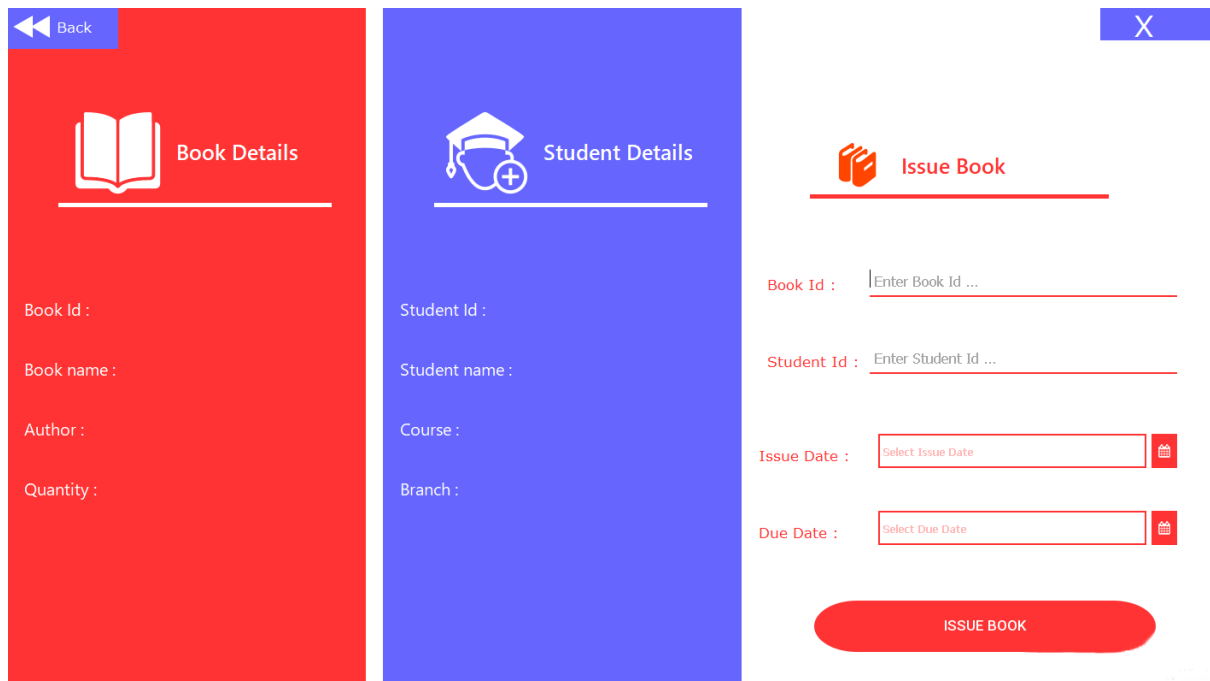 Back
X
Book Details
Book Id :
Book name :
Author :
Quantity :
Student Details
Student Id :
Student name :
Course :
Branch :
Issue Book
Book Id :
Enter Book Id ...
Student Id :
Enter Student Id ...
Issue Date :
Select Issue Date
Due Date :
Select Due Date
ISSUE BOOK